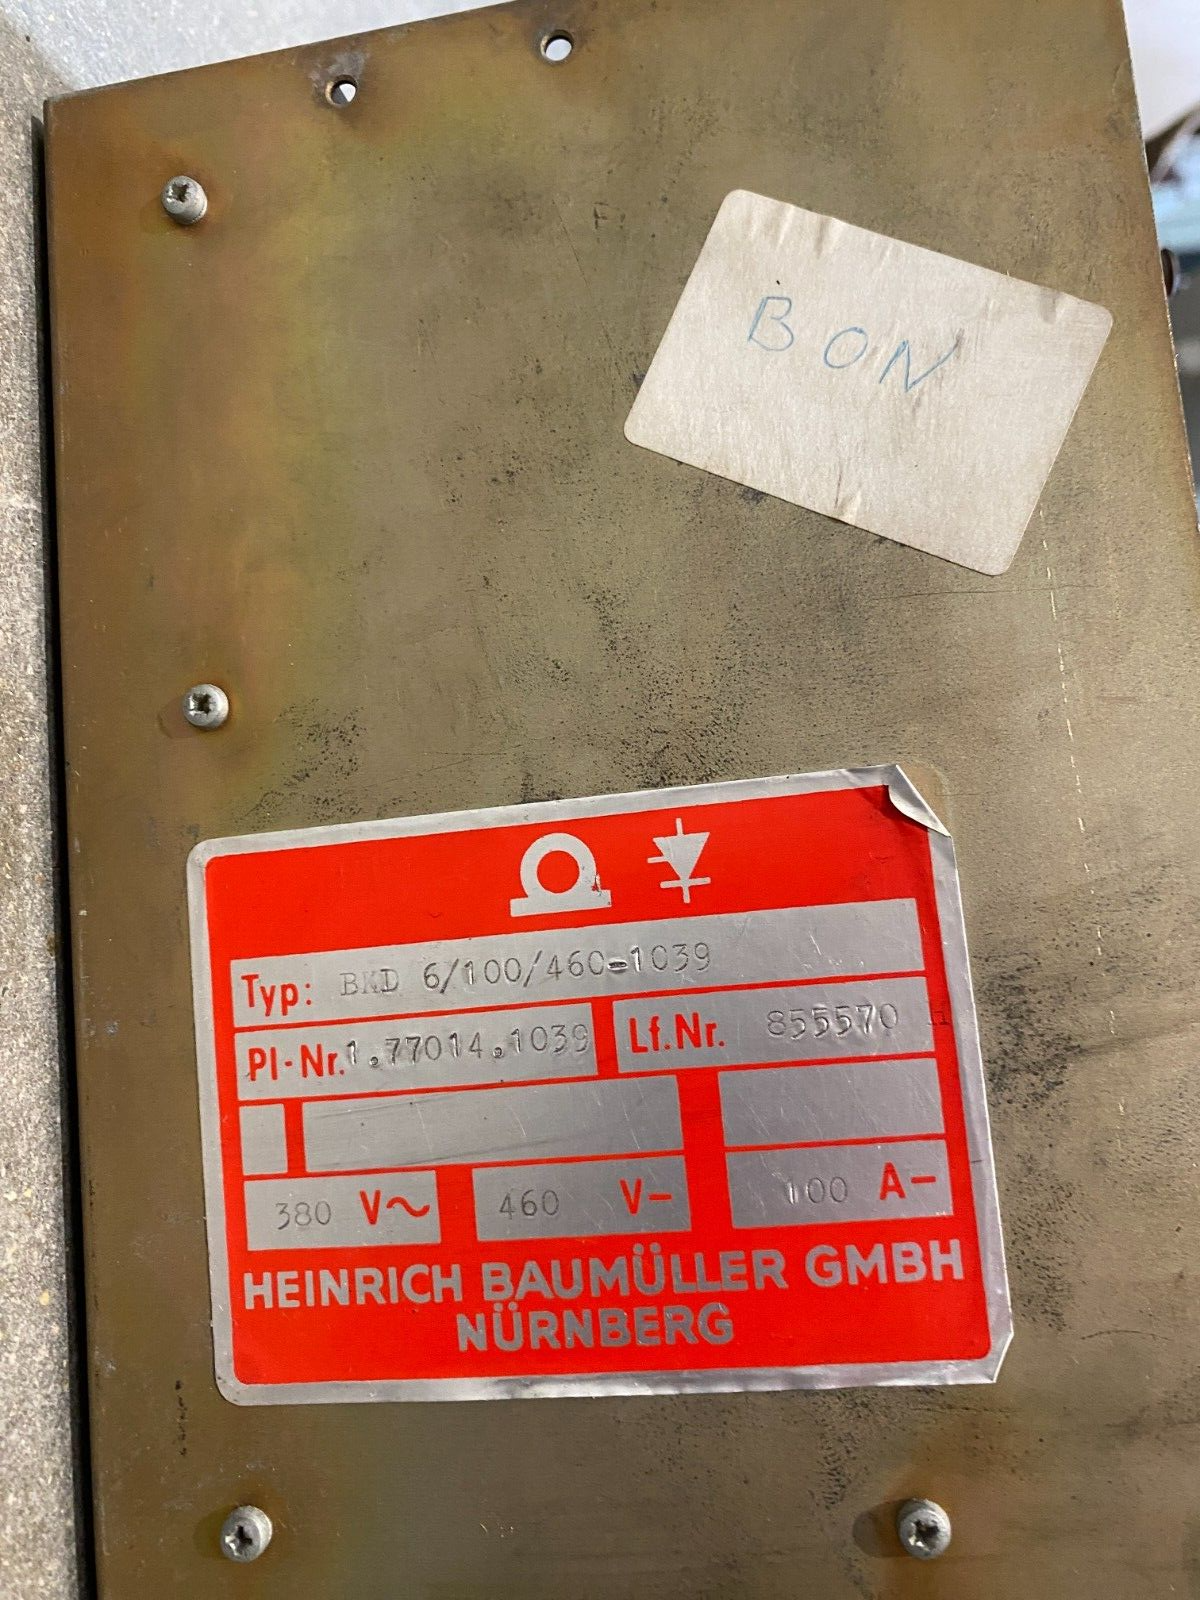 BON
Typ: BKD 6/100/460-1039
Pl-Nr. 1.77014.1039 Lf.Nr. 855570 H
380 V~ 460 V– 100 A–
HEINRICH BAUMÜLLER GMBH
NÜRNBERG